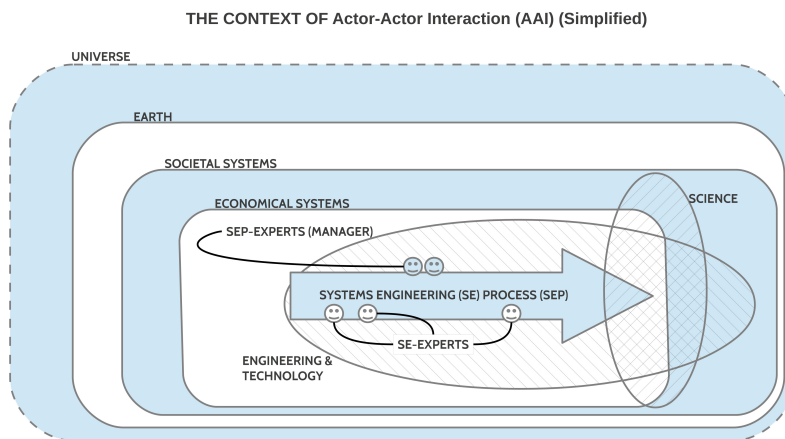 THE CONTEXT OF Actor-Actor Interaction (AAI) (Simplified)
UNIVERSE
EARTH
SOCIETAL SYSTEMS
SCIENCE
ECONOMICAL SYSTEMS
SEP-EXPERTS (MANAGER)
SYSTEMS ENGINEERING (SE) PROCESS (SEP)
SE-EXPERTS
ENGINEERING &
TECHNOLOGY